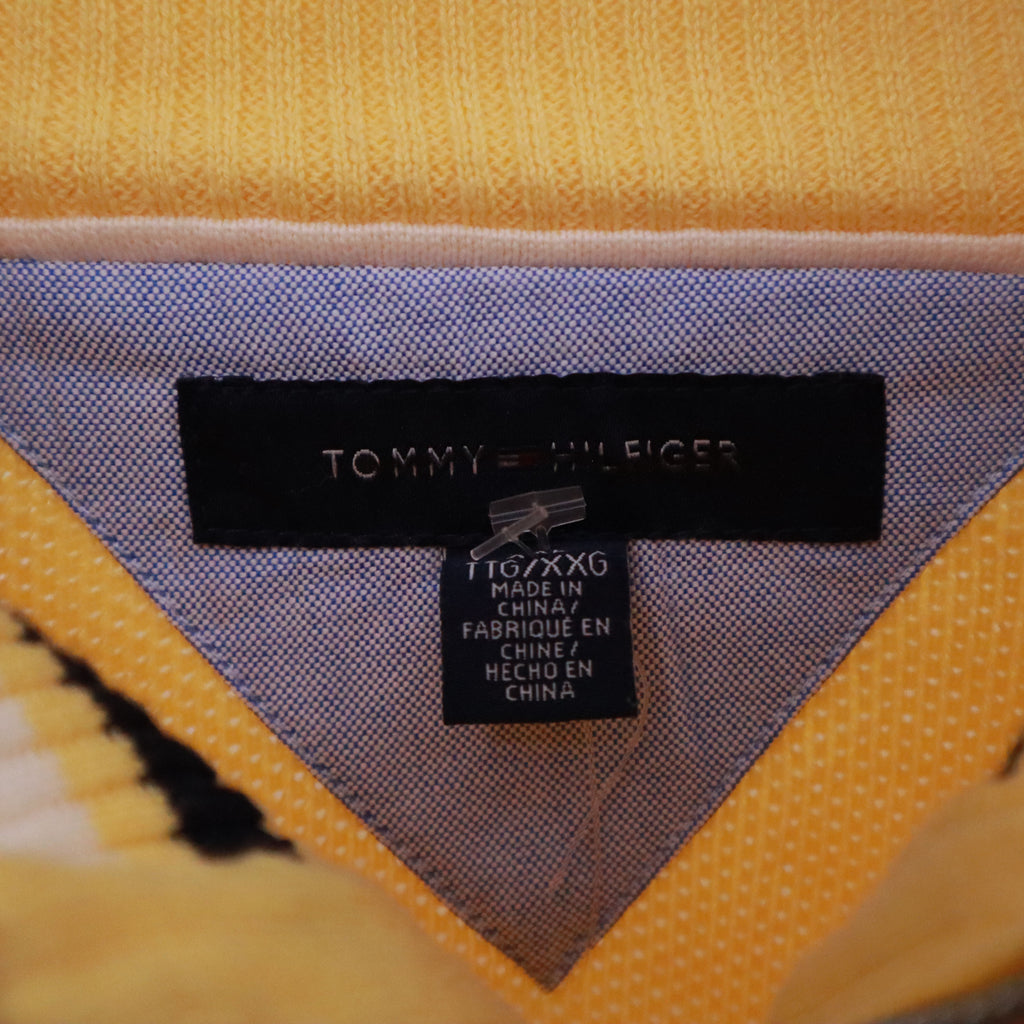 TOMMY HILFIGER
TTG/XXG
MADE IN
CHINA/
FABRIQUÉ EN
CHINE/
HECHO EN
CHINA